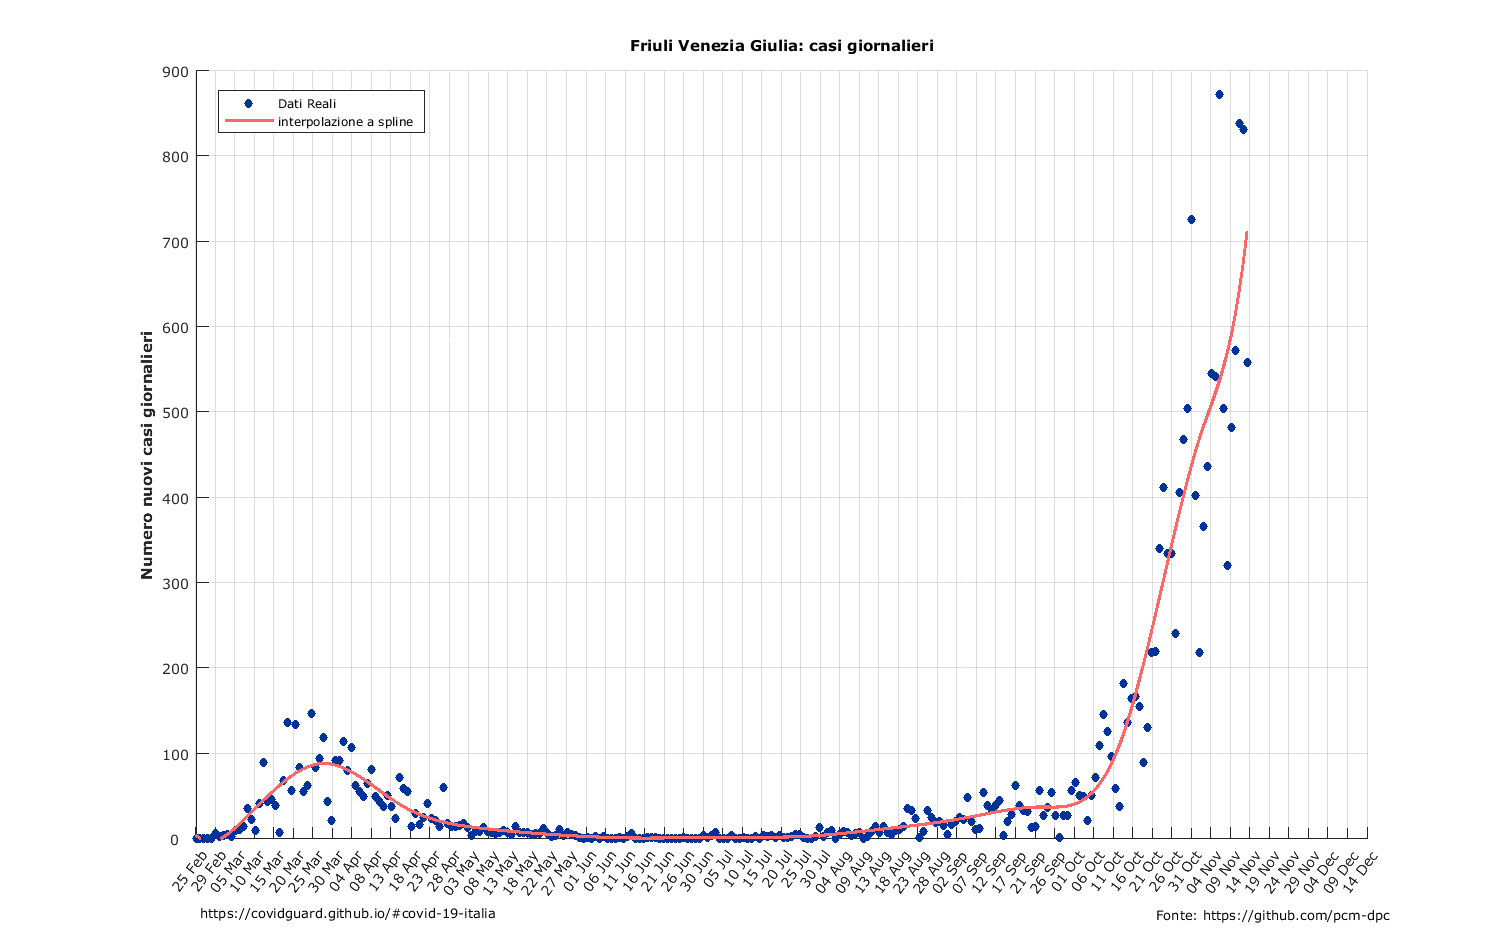 Friuli Venezia Giulia: casi giornalieri
Dati Reali
interpolazione a spline
Numero nuovi casi giornalieri
900
800
700
600
500
400
300
200
100
0
25 Feb
29 Feb
05 Mar
10 Mar
15 Mar
20 Mar
25 Mar
30 Mar
04 Apr
08 Apr
13 Apr
18 Apr
23 Apr
28 Apr
03 May
08 May
13 May
18 May
22 May
27 May
01 Jun
06 Jun
11 Jun
16 Jun
21 Jun
26 Jun
30 Jun
05 Jul
10 Jul
15 Jul
20 Jul
25 Jul
30 Jul
04 Aug
09 Aug
13 Aug
18 Aug
23 Aug
28 Aug
02 Sep
07 Sep
12 Sep
17 Sep
21 Sep
26 Sep
01 Oct
06 Oct
11 Oct
16 Oct
21 Oct
26 Oct
31 Oct
04 Nov
09 Nov
14 Nov
19 Nov
24 Nov
29 Nov
04 Dec
09 Dec
14 Dec
https://covidguard.github.io/#covid-19-italia
Fonte: https://github.com/pcm-dpc